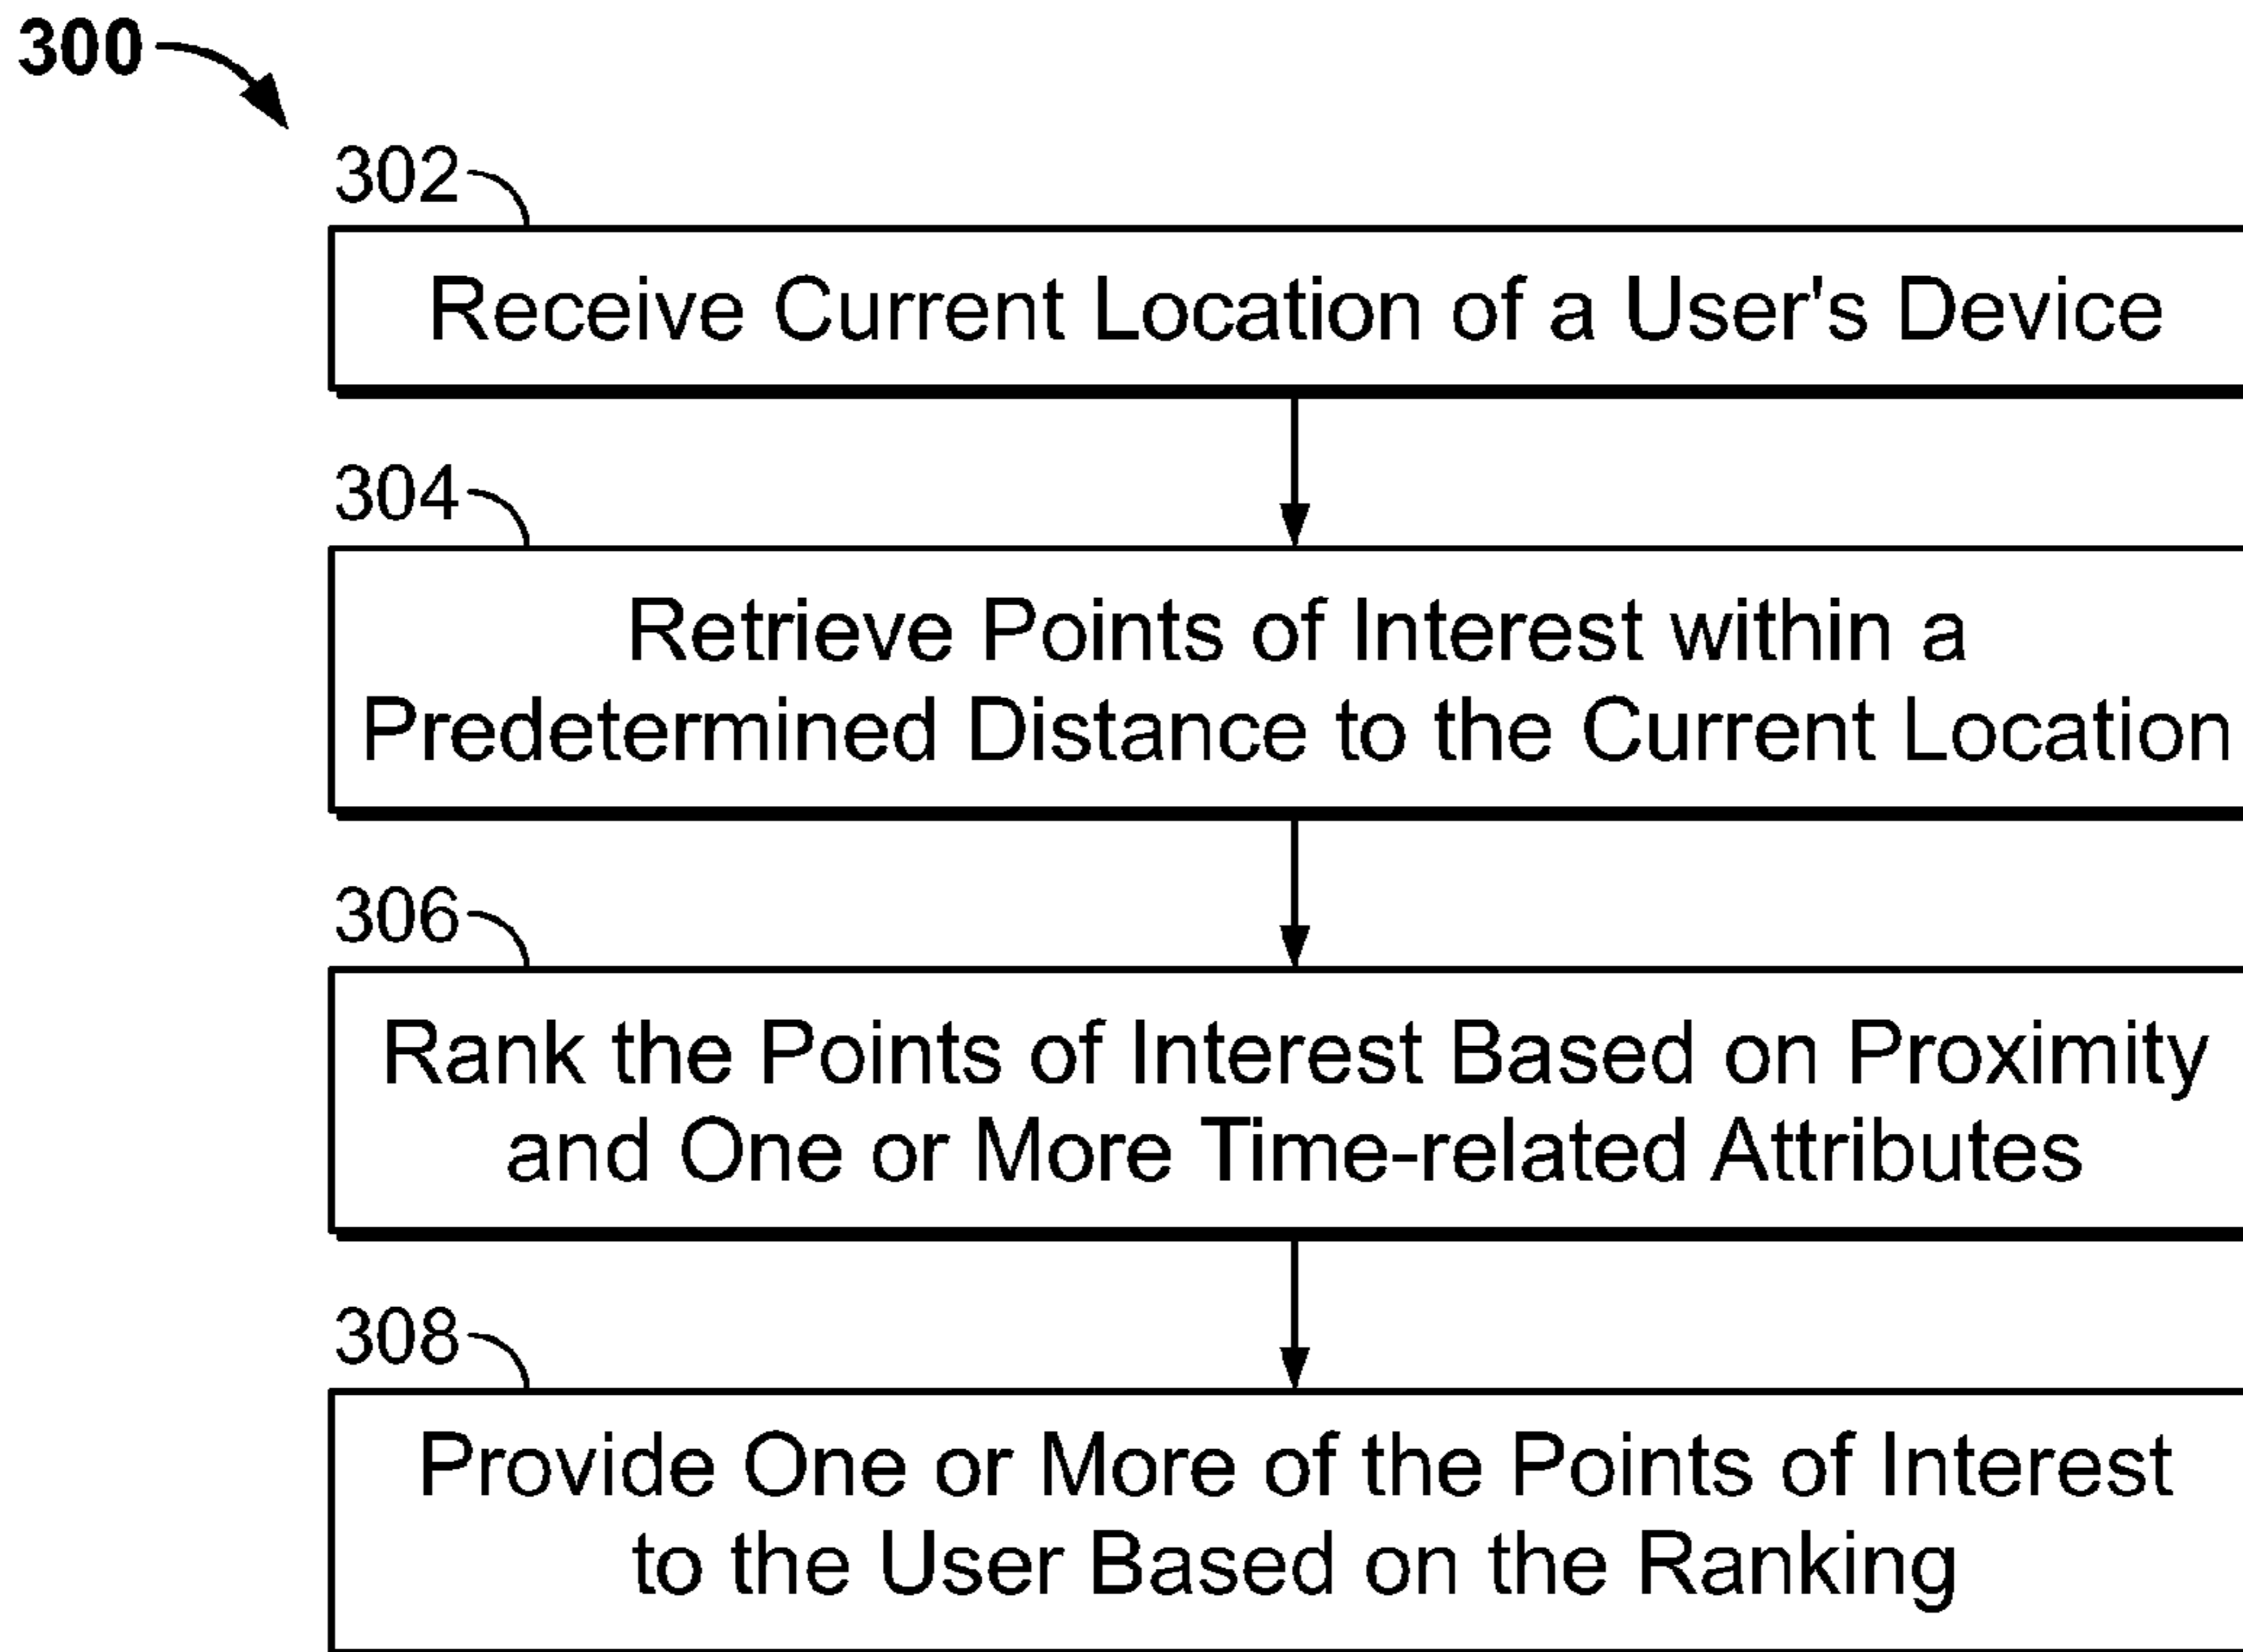 300
302
Receive Current Location of a User's Device
304
Retrieve Points of Interest within a
Predetermined Distance to the Current Location
306
Rank the Points of Interest Based on Proximity
and One or More Time-related Attributes
308
Provide One or More of the Points of Interest
to the User Based on the Ranking